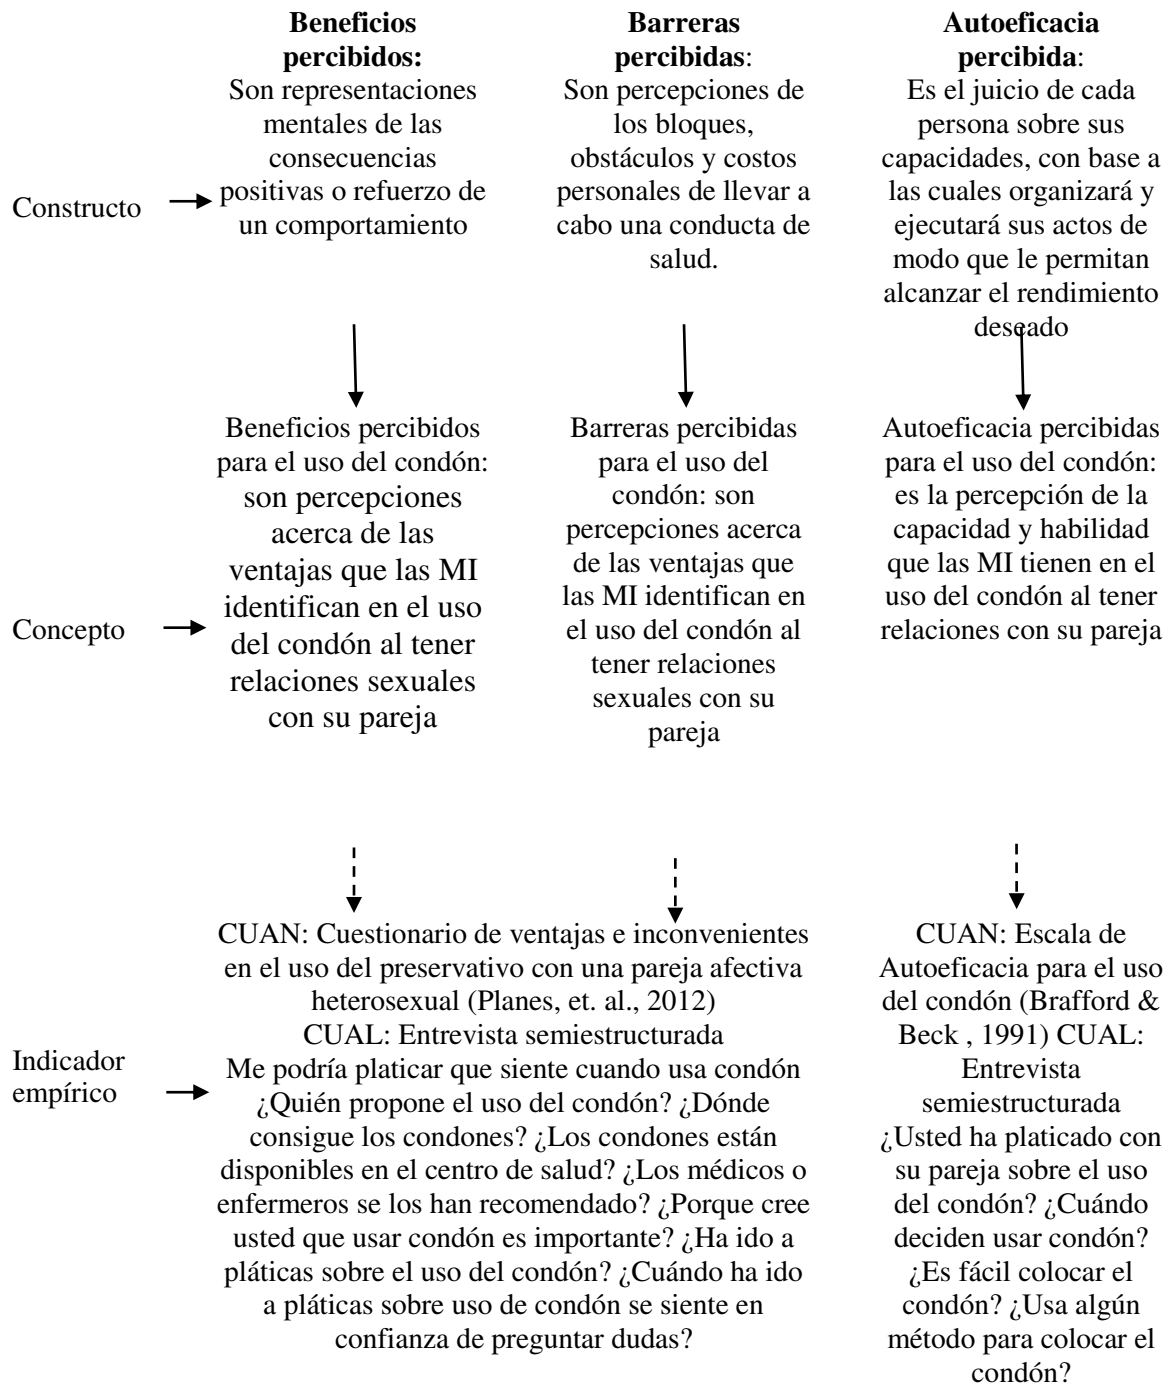 Beneficios
percibidos:
Son representaciones
mentales de las
consecuencias
positivas o refuerzo de
un comportamiento
Barreras
percibidas:
Son percepciones de
los bloques,
obstáculos y costos
personales de llevar a
cabo una conducta de
salud.
Autoeficacia
percibida:
Es el juicio de cada
persona sobre sus
capacidades, con base a
las cuales organizará y
ejecutará sus actos de
modo que le permitan
alcanzar el rendimiento
deseado
Constructo
Beneficios percibidos
para el uso del condón:
son percepciones
acerca de las
ventajas que las MI
identifican en el uso
del condón al tener
relaciones sexuales
con su pareja
Barreras percibidas
para el uso del
condón: son
percepciones acerca
de las ventajas que
las MI identifican en
el uso del condón al
tener relaciones
sexuales con su
pareja
Autoeficacia percibidas
para el uso del condón:
es la percepción de la
capacidad y habilidad
que las MI tienen en el
uso del condón al tener
relaciones con su pareja
Concepto
CUAN: Cuestionario de ventajas e inconvenientes
en el uso del preservativo con una pareja afectiva
heterosexual (Planes, et. al., 2012)
CUAL: Entrevista semiestructurada
Me podría platicar que siente cuando usa condón
¿Quién propone el uso del condón? ¿Dónde
consigue los condones? ¿Los condones están
disponibles en el centro de salud? ¿Los médicos o
enfermeros se los han recomendado? ¿Porque cree
usted que usar condón es importante? ¿Ha ido a
pláticas sobre el uso del condón? ¿Cuándo ha ido
a pláticas sobre uso de condón se siente en
confianza de preguntar dudas?
CUAN: Escala de
Autoeficacia para el uso
del condón (Brafford &
Beck , 1991) CUAL:
Entrevista
semiestructurada
¿Usted ha platicado con
su pareja sobre el uso
del condón? ¿Cuándo
deciden usar condón?
¿Es fácil colocar el
condón? ¿Usa algún
método para colocar el
condón?
Indicador
empírico